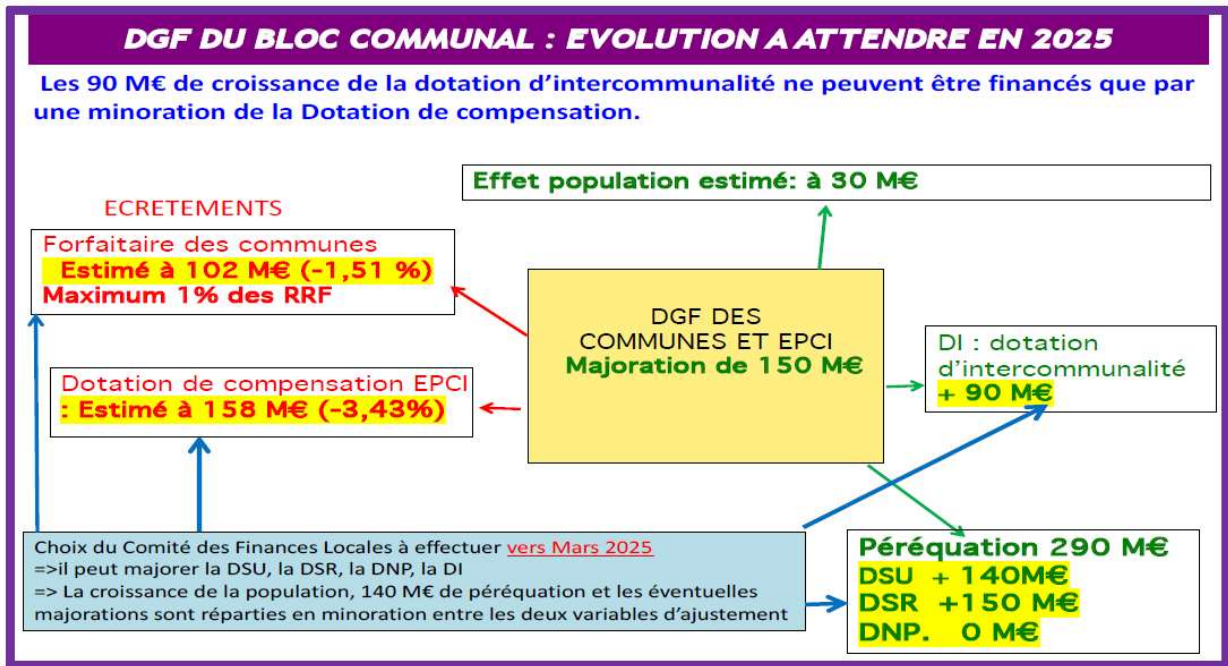 DGF DU BLOC COMMUNAL : EVOLUTION A ATTENDRE EN 2025
Les 90 M€ de croissance de la dotation d'intercommunalité ne peuvent être financés que par
une minoration de la Dotation de compensation.
Effet population estimé: à 30 M€
ECRETEMENTS
Forfaitaire des communes
Estimé à 102 M€ (-1,51 %)
Maximum 1% des RRF
DGF DES
COMMUNES ET EPCI
Majoration de 150 M€
DI : dotation
d'intercommunalité
+ 90 M€
Dotation de compensation EPCI
: Estimé à 158 M€ (-3,43%)
Choix du Comité des Finances Locales à effectuer vers Mars 2025
=>il peut majorer la DSU, la DSR, la DNP, la DI
=> La croissance de la population, 140 M€ de péréquation et les éventuelles
majorations sont réparties en minoration entre les deux variables d'ajustement
Péréquation 290 M€
DSU + 140M€
DSR +150 M€
DNP. 0 M€